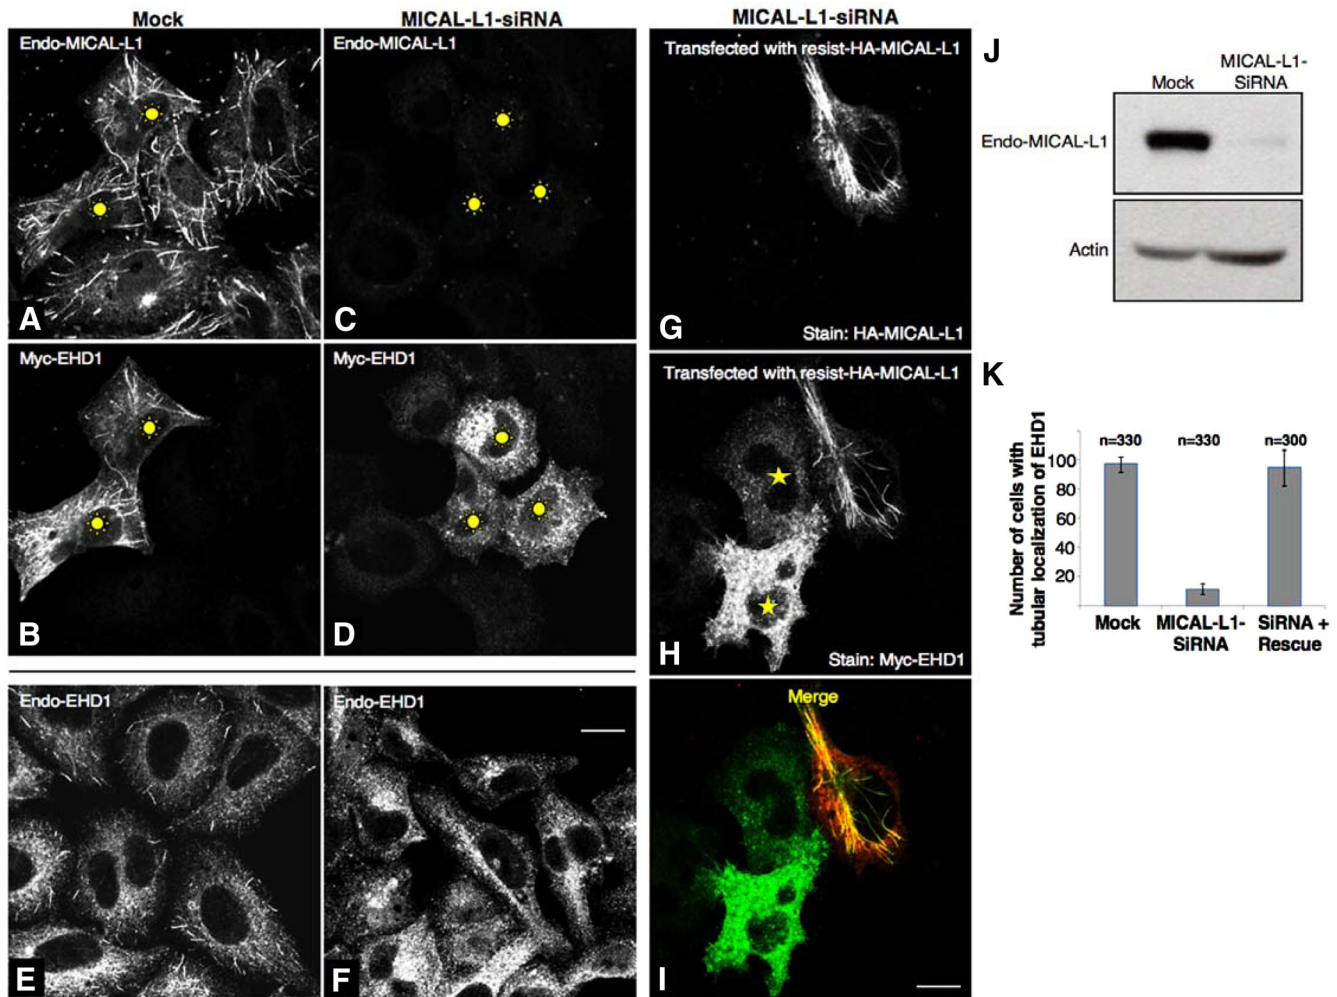 Mock
MICAL-L1-siRNA
MICAL-L1-siRNA
Endo-MICAL-L1
A
Endo-MICAL-L1
C
Transfected with resist-HA-MICAL-L1
G
Stain: HA-MICAL-L1
Myc-EHD1
B
Myc-EHD1
D
Transfected with resist-HA-MICAL-L1
H
Stain: Myc-EHD1
Endo-EHD1
E
Endo-EHD1
F
Merge
I
J
Mock
MICAL-L1-
SiRNA
Endo-MICAL-L1
Actin
K
Number of cells with
tubular localization of EHD1
n=330
n=330
n=300
100
80
60
40
20
Mock
MICAL-L1-
SiRNA
SiRNA +
Rescue